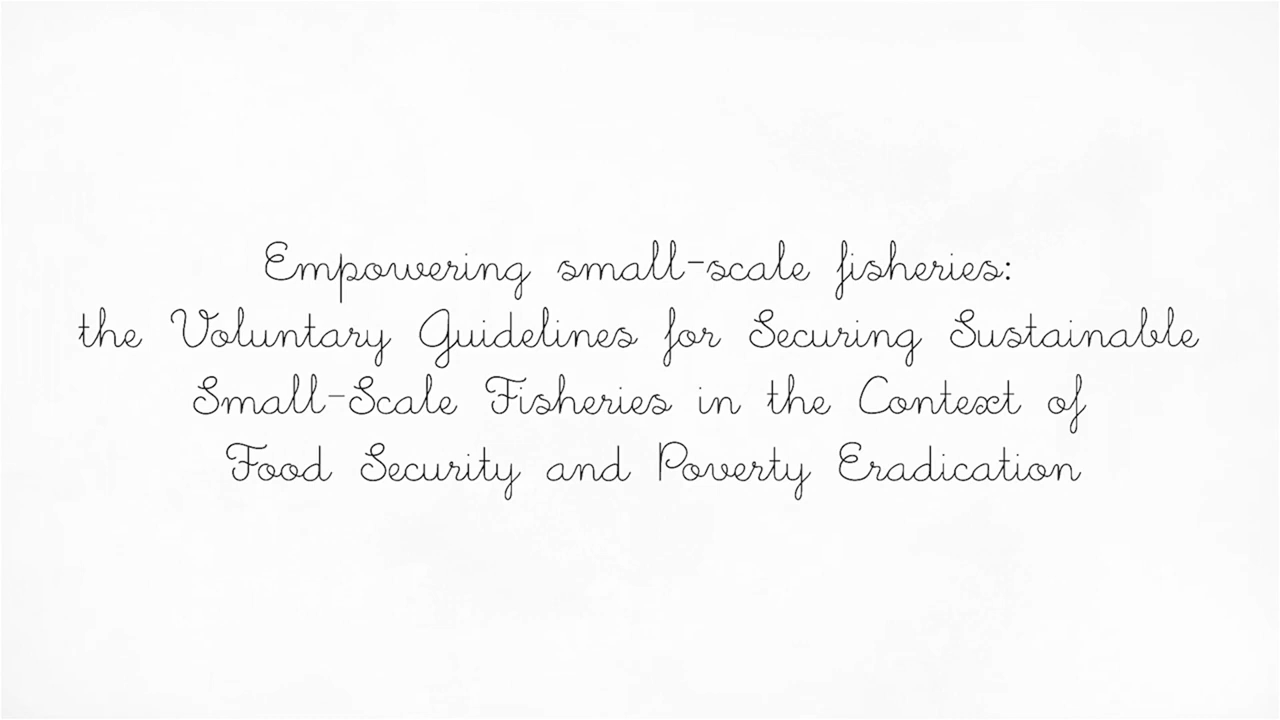 Empowering small-scale fisheries:
the Voluntary Guidelines for Securing Sustainable
Small-Scale Fisheries in the Context of
Food Security and Poverty Eradication